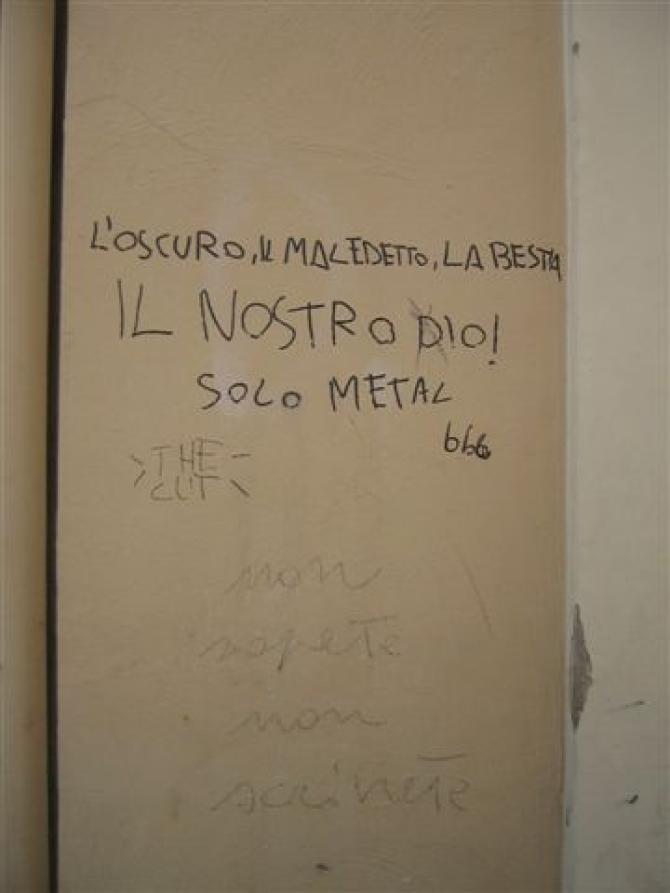 L'OSCURO, IL MALEDETTO, LA BESTIA
IL NOSTRO DIO!
SOLO METAL
666
THE
CUT
non
sapete
non
scrivete